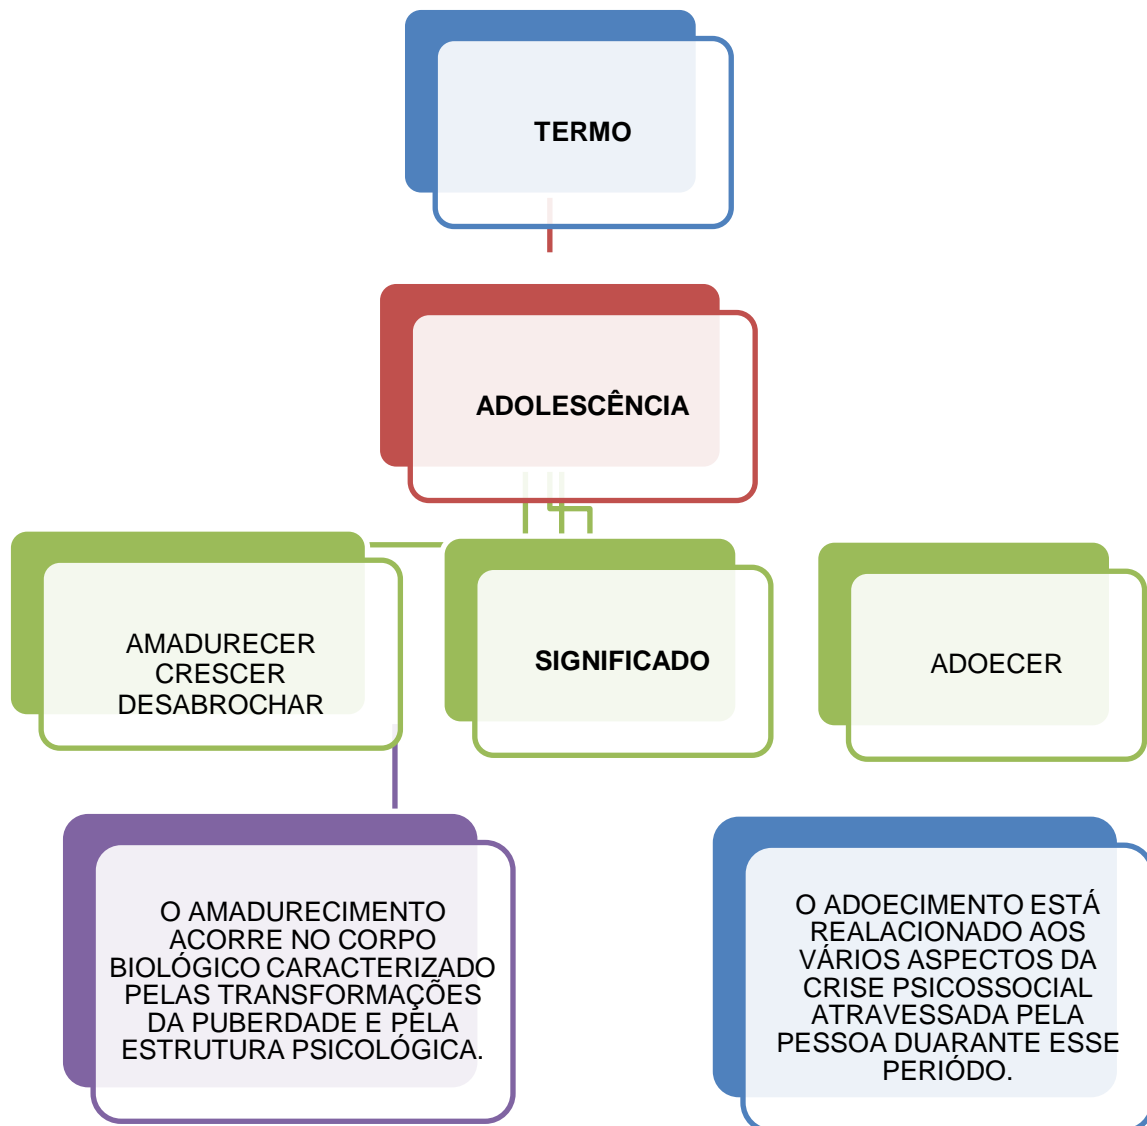 TERMO
ADOLESCÊNCIA
AMADURECER
CRESCER
DESABROCHAR
SIGNIFICADO
ADOECER
O AMADURECIMENTO
ACORRE NO CORPO
BIOLÓGICO CARACTERIZADO
PELAS TRANSFORMAÇÕES
DA PUBERDADE E PELA
ESTRUTURA PSICOLÓGICA.
O ADOECIMENTO ESTÁ
REALACIONADO AOS
VÁRIOS ASPECTOS DA
CRISE PSICOSSOCIAL
ATRAVESSADA PELA
PESSOA DUARANTE ESSE
PERIÓDO.